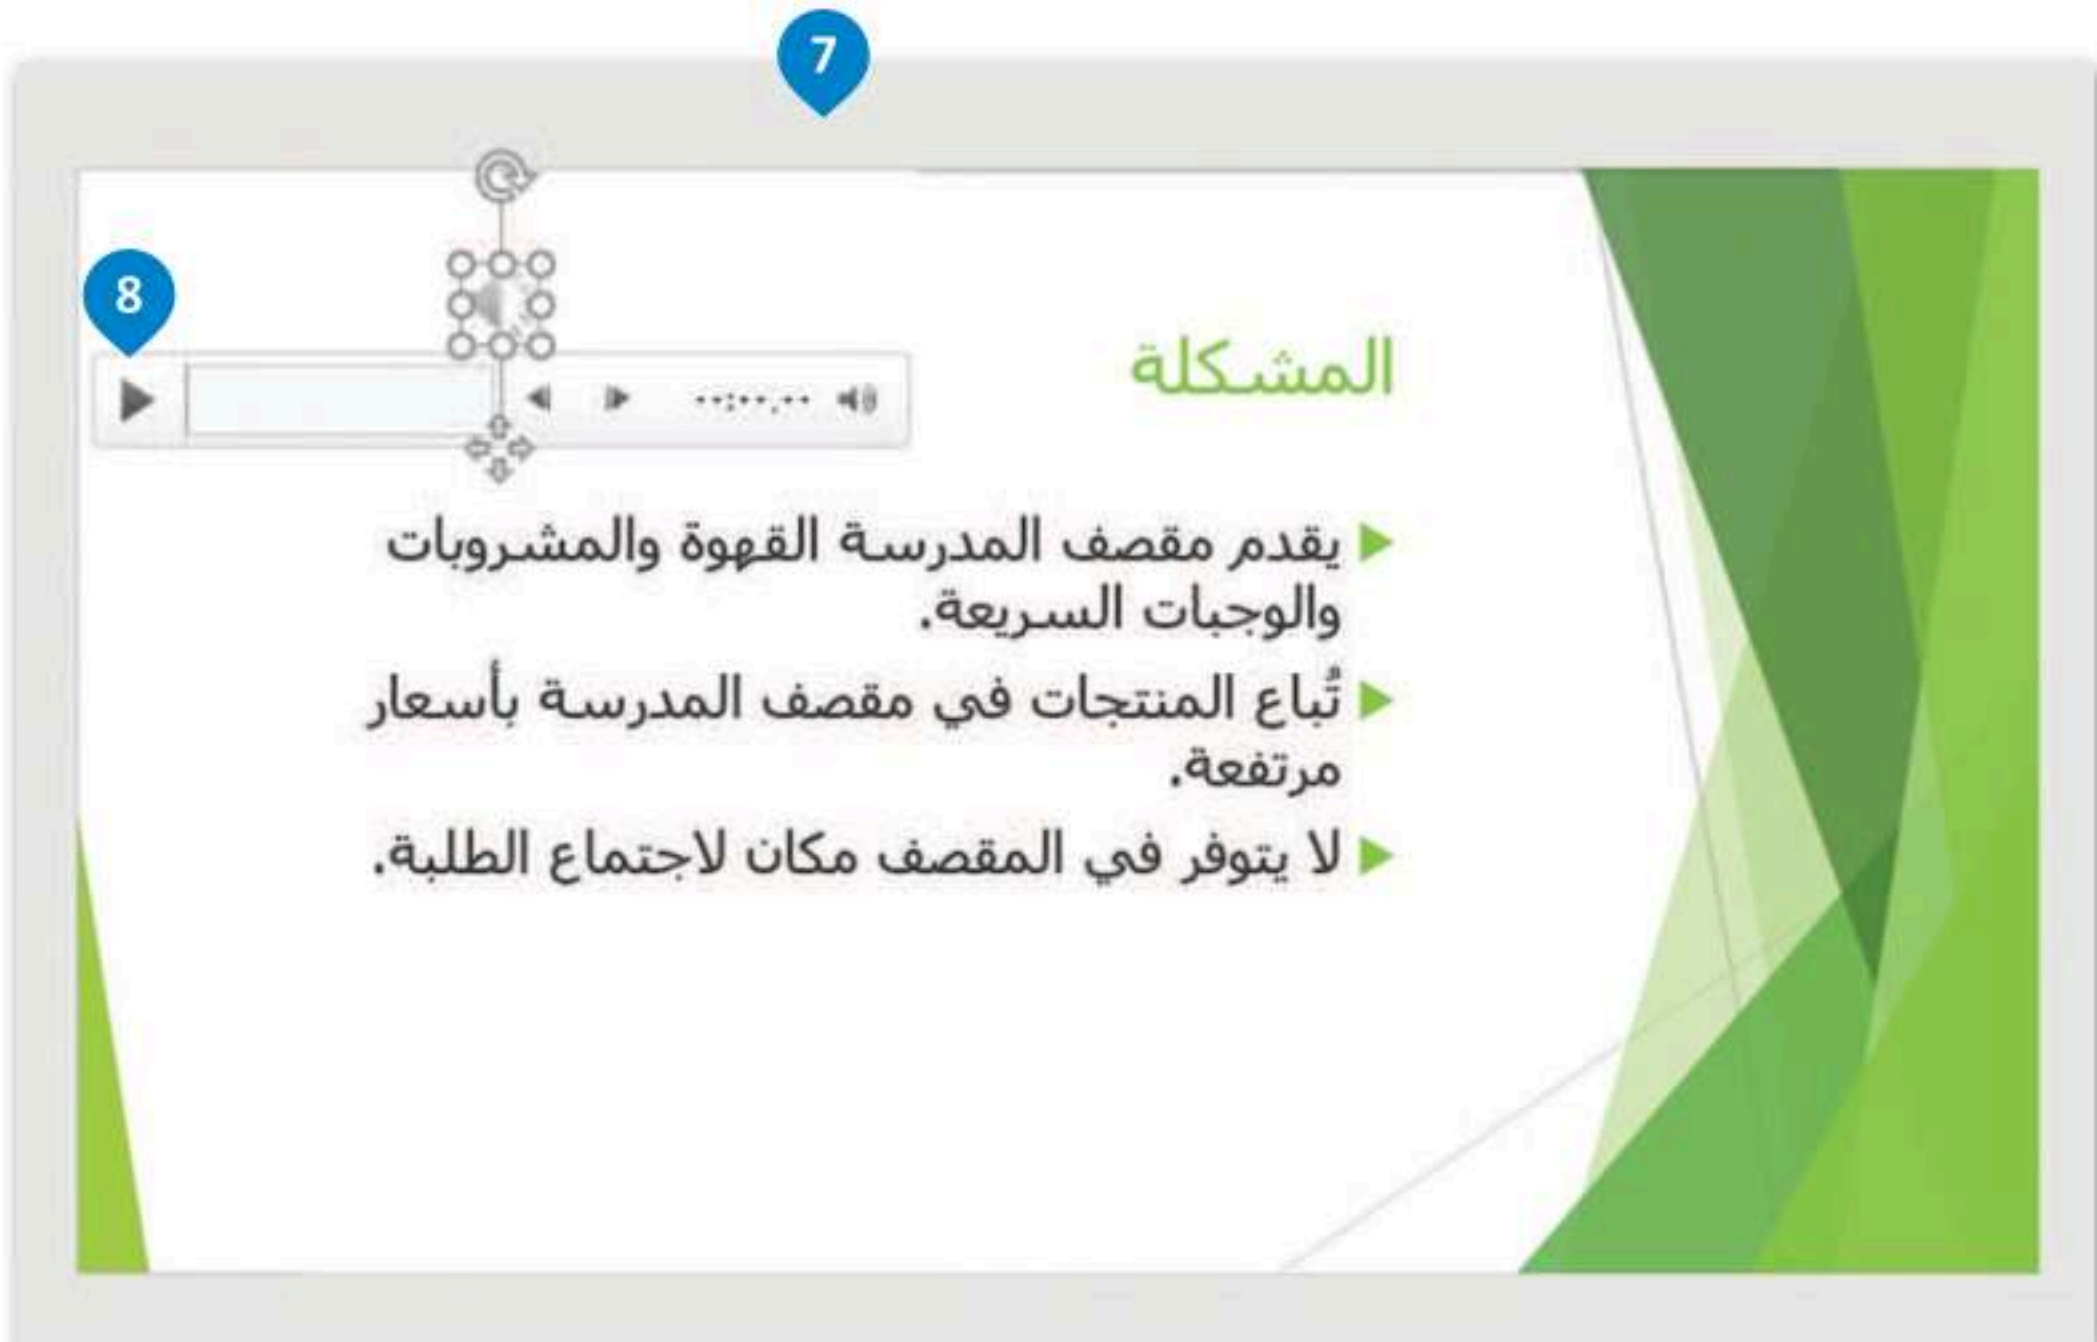 7
8
المشكلة
--:--.--
يقدم مقصف المدرسة القهوة والمشروبات
والوجبات السريعة.
تُباع المنتجات في مقصف المدرسة بأسعار
مرتفعة.
لا يتوفر في المقصف مكان لاجتماع الطلبة.